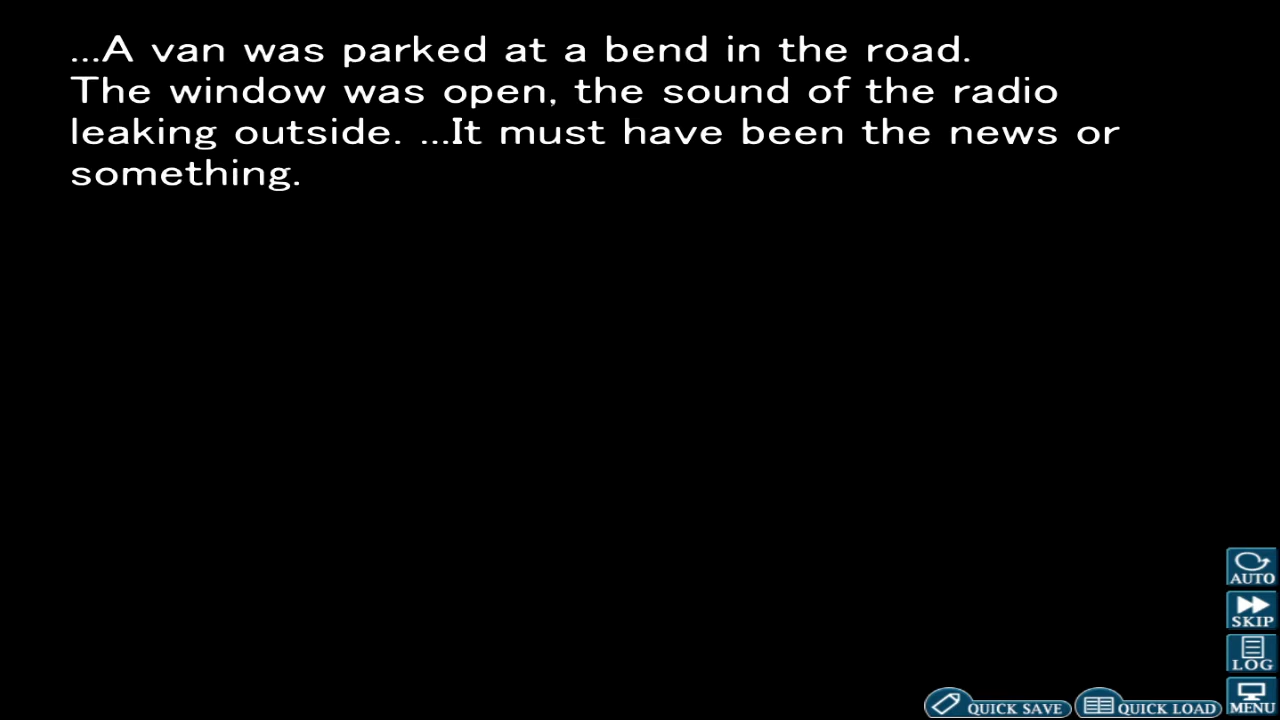 ...A van was parked at a bend in the road.
The window was open, the sound of the radio
leaking outside. ...It must have been the news or
something.
AUTO
SKIP
LOG
MENU
QUICK SAVE
QUICK LOAD